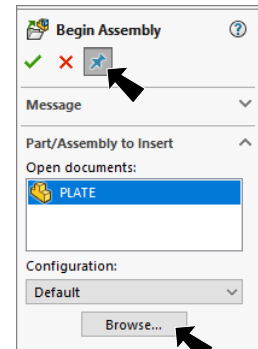 Begin Assembly
Message
Part/Assembly to Insert
Open documents:
PLATE
Configuration:
Default
Browse...